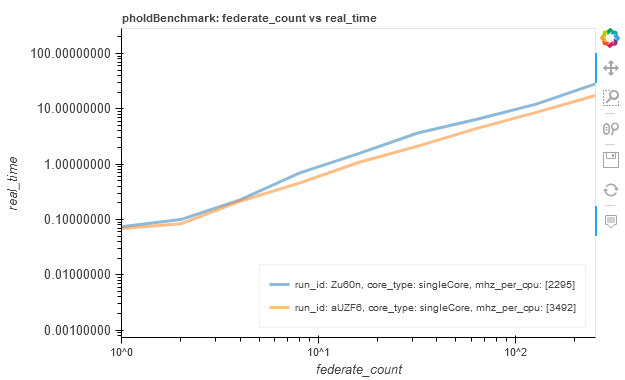 pholdBenchmark: federate_count vs real_time
100.00000000
10.00000000
1.00000000
0.10000000
0.01000000
0.00100000
real_time
run_id: Zu60n, core_type: singleCore, mhz_per_cpu: [2295]
run_id: aUZF6, core_type: singleCore, mhz_per_cpu: [3492]
10^0
10^1
10^2
federate_count